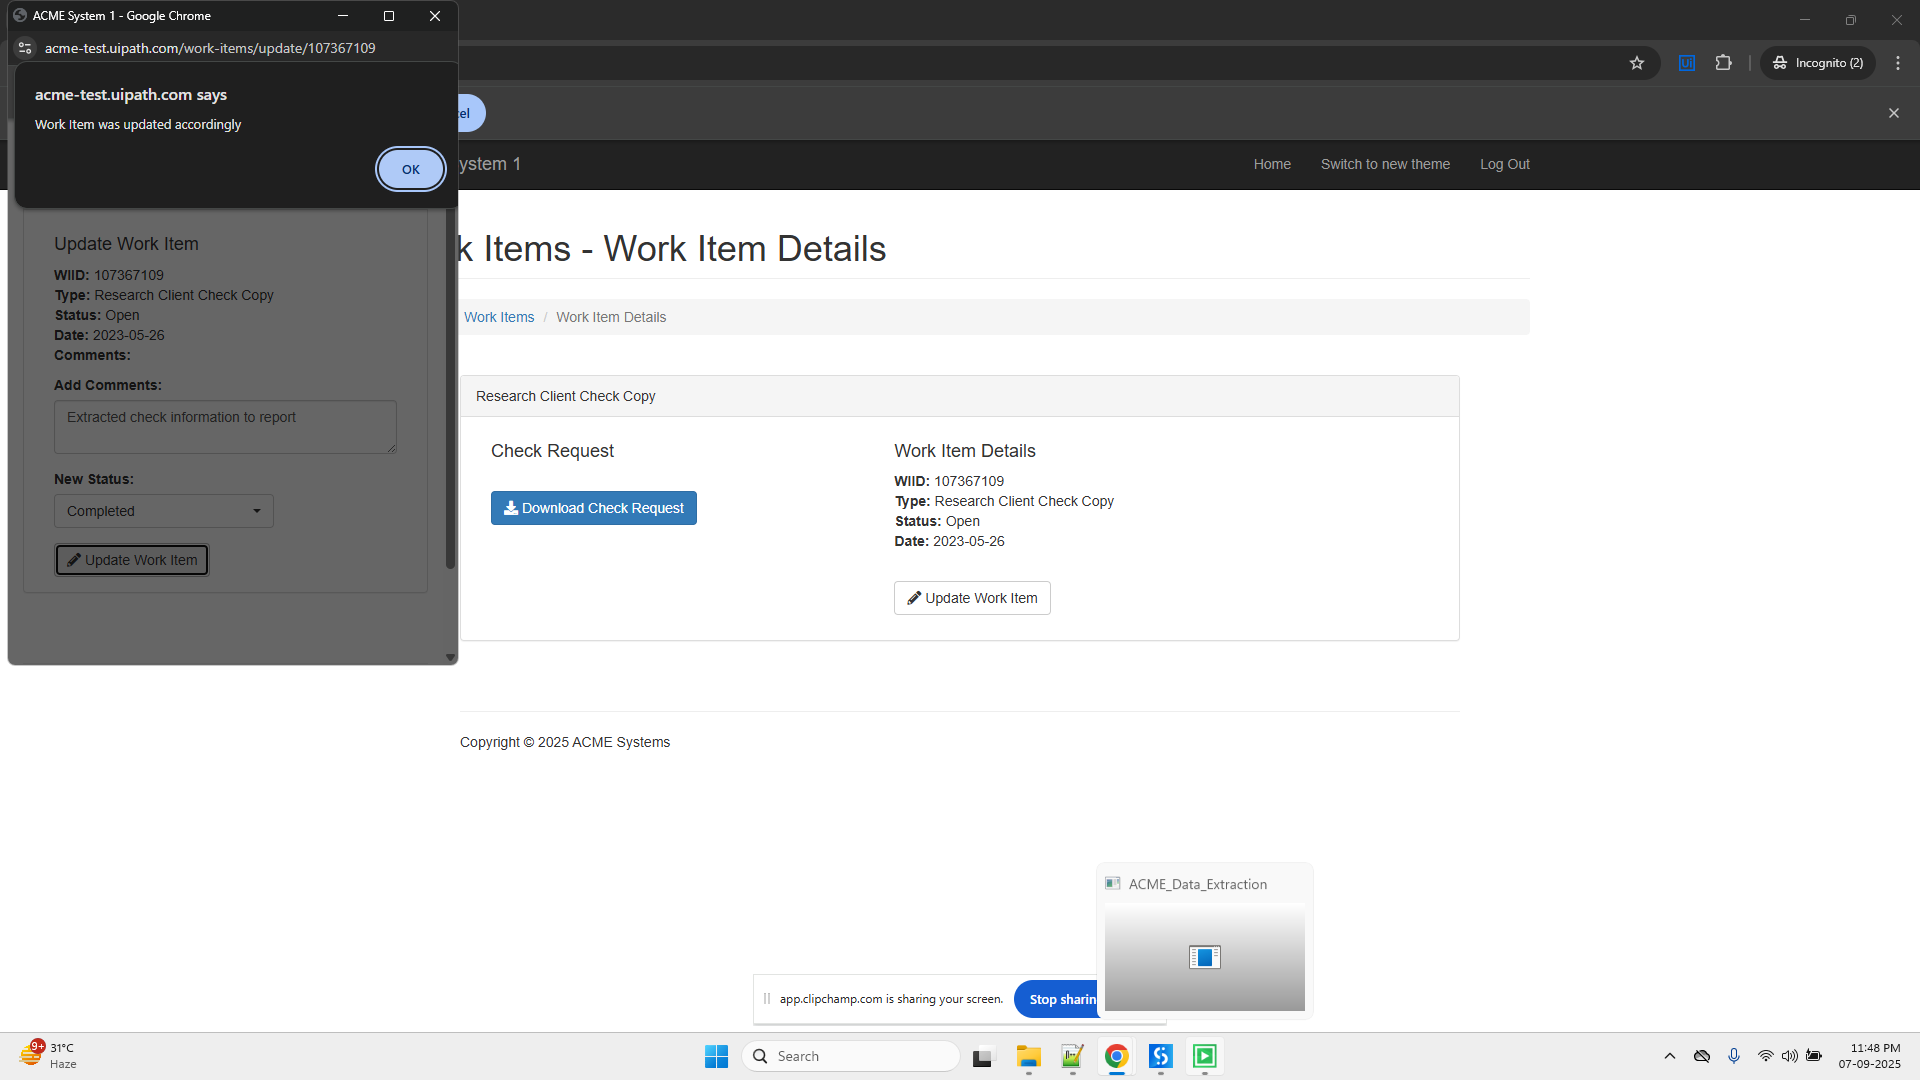 ACME System 1 - Google Chrome
acme-test.uipath.com/work-items/update/107367109
acme-test.uipath.com says
Work Item was updated accordingly
OK
Update Work Item
WIID: 107367109
Type: Research Client Check Copy
Status: Open
Date: 2023-05-26
Comments:
Add Comments:
Extracted check information to report
New Status:
Completed
Update Work Item
Incognito (2)
ystem 1
Home
Switch to new theme
Log Out
k Items - Work Item Details
Work Items / Work Item Details
Research Client Check Copy
Check Request
Download Check Request
Work Item Details
WIID: 107367109
Type: Research Client Check Copy
Status: Open
Date: 2023-05-26
Update Work Item
Copyright © 2025 ACME Systems
ACME_Data_Extraction
app.clipchamp.com is sharing your screen.
Stop sharin
9+
31°C
Haze
Search
11:48 PM
07-09-2025